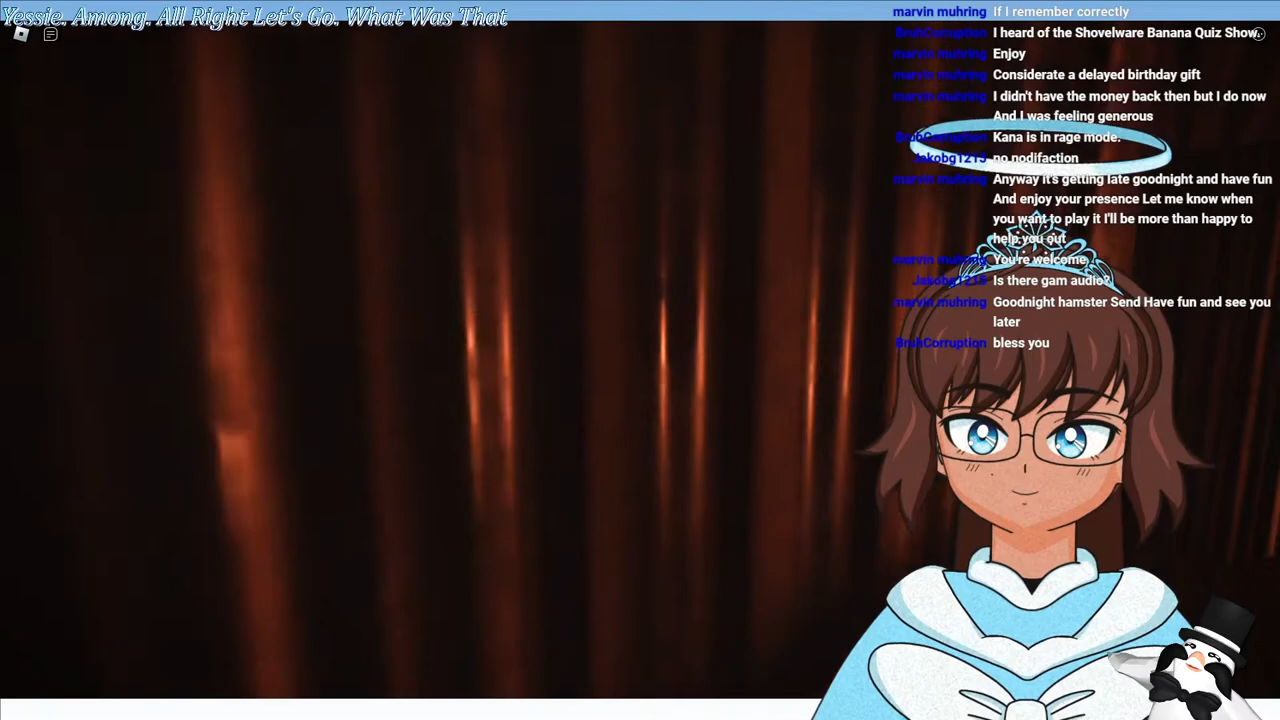 Yessie. Among. All Right Let's Go. What Was That
marvin muhring If I remember correctly
BruhCorruption I heard of the Shovelware Banana Quiz Show.
marvin muhring Enjoy
marvin muhring Considerate a delayed birthday gift
marvin muhring I didn't have the money back then but I do now
And I was feeling generous
BruhCorruption Kana is in rage mode.
Jakobg1215 no nodifaction
marvin muhring Anyway it's getting late goodnight and have fun
And enjoy your presence Let me know when
you want to play it I'll be more than happy to
help you out
marvin muhring You're welcome
Jakobg1215 Is there gam audio?
marvin muhring Goodnight hamster Send Have fun and see you
later
BruhCorruption bless you